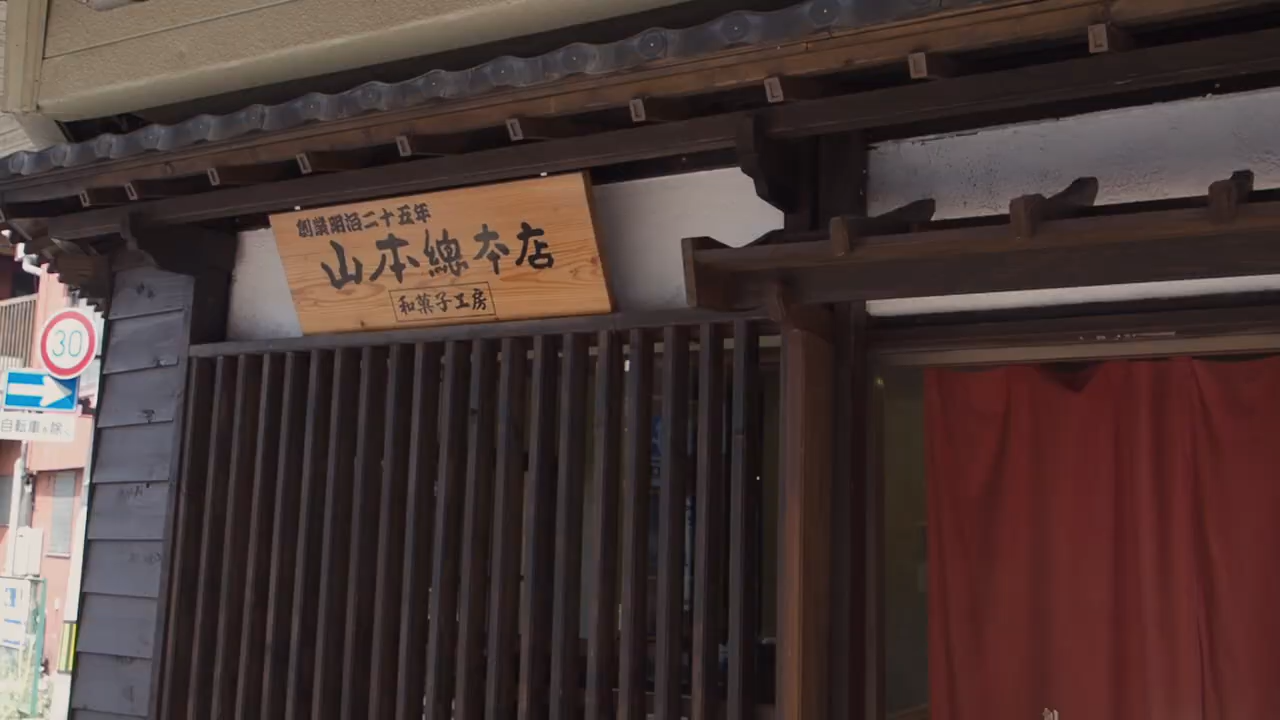 創業明治二十五年
山本總本店
和菓子工房
30
自転車を除く